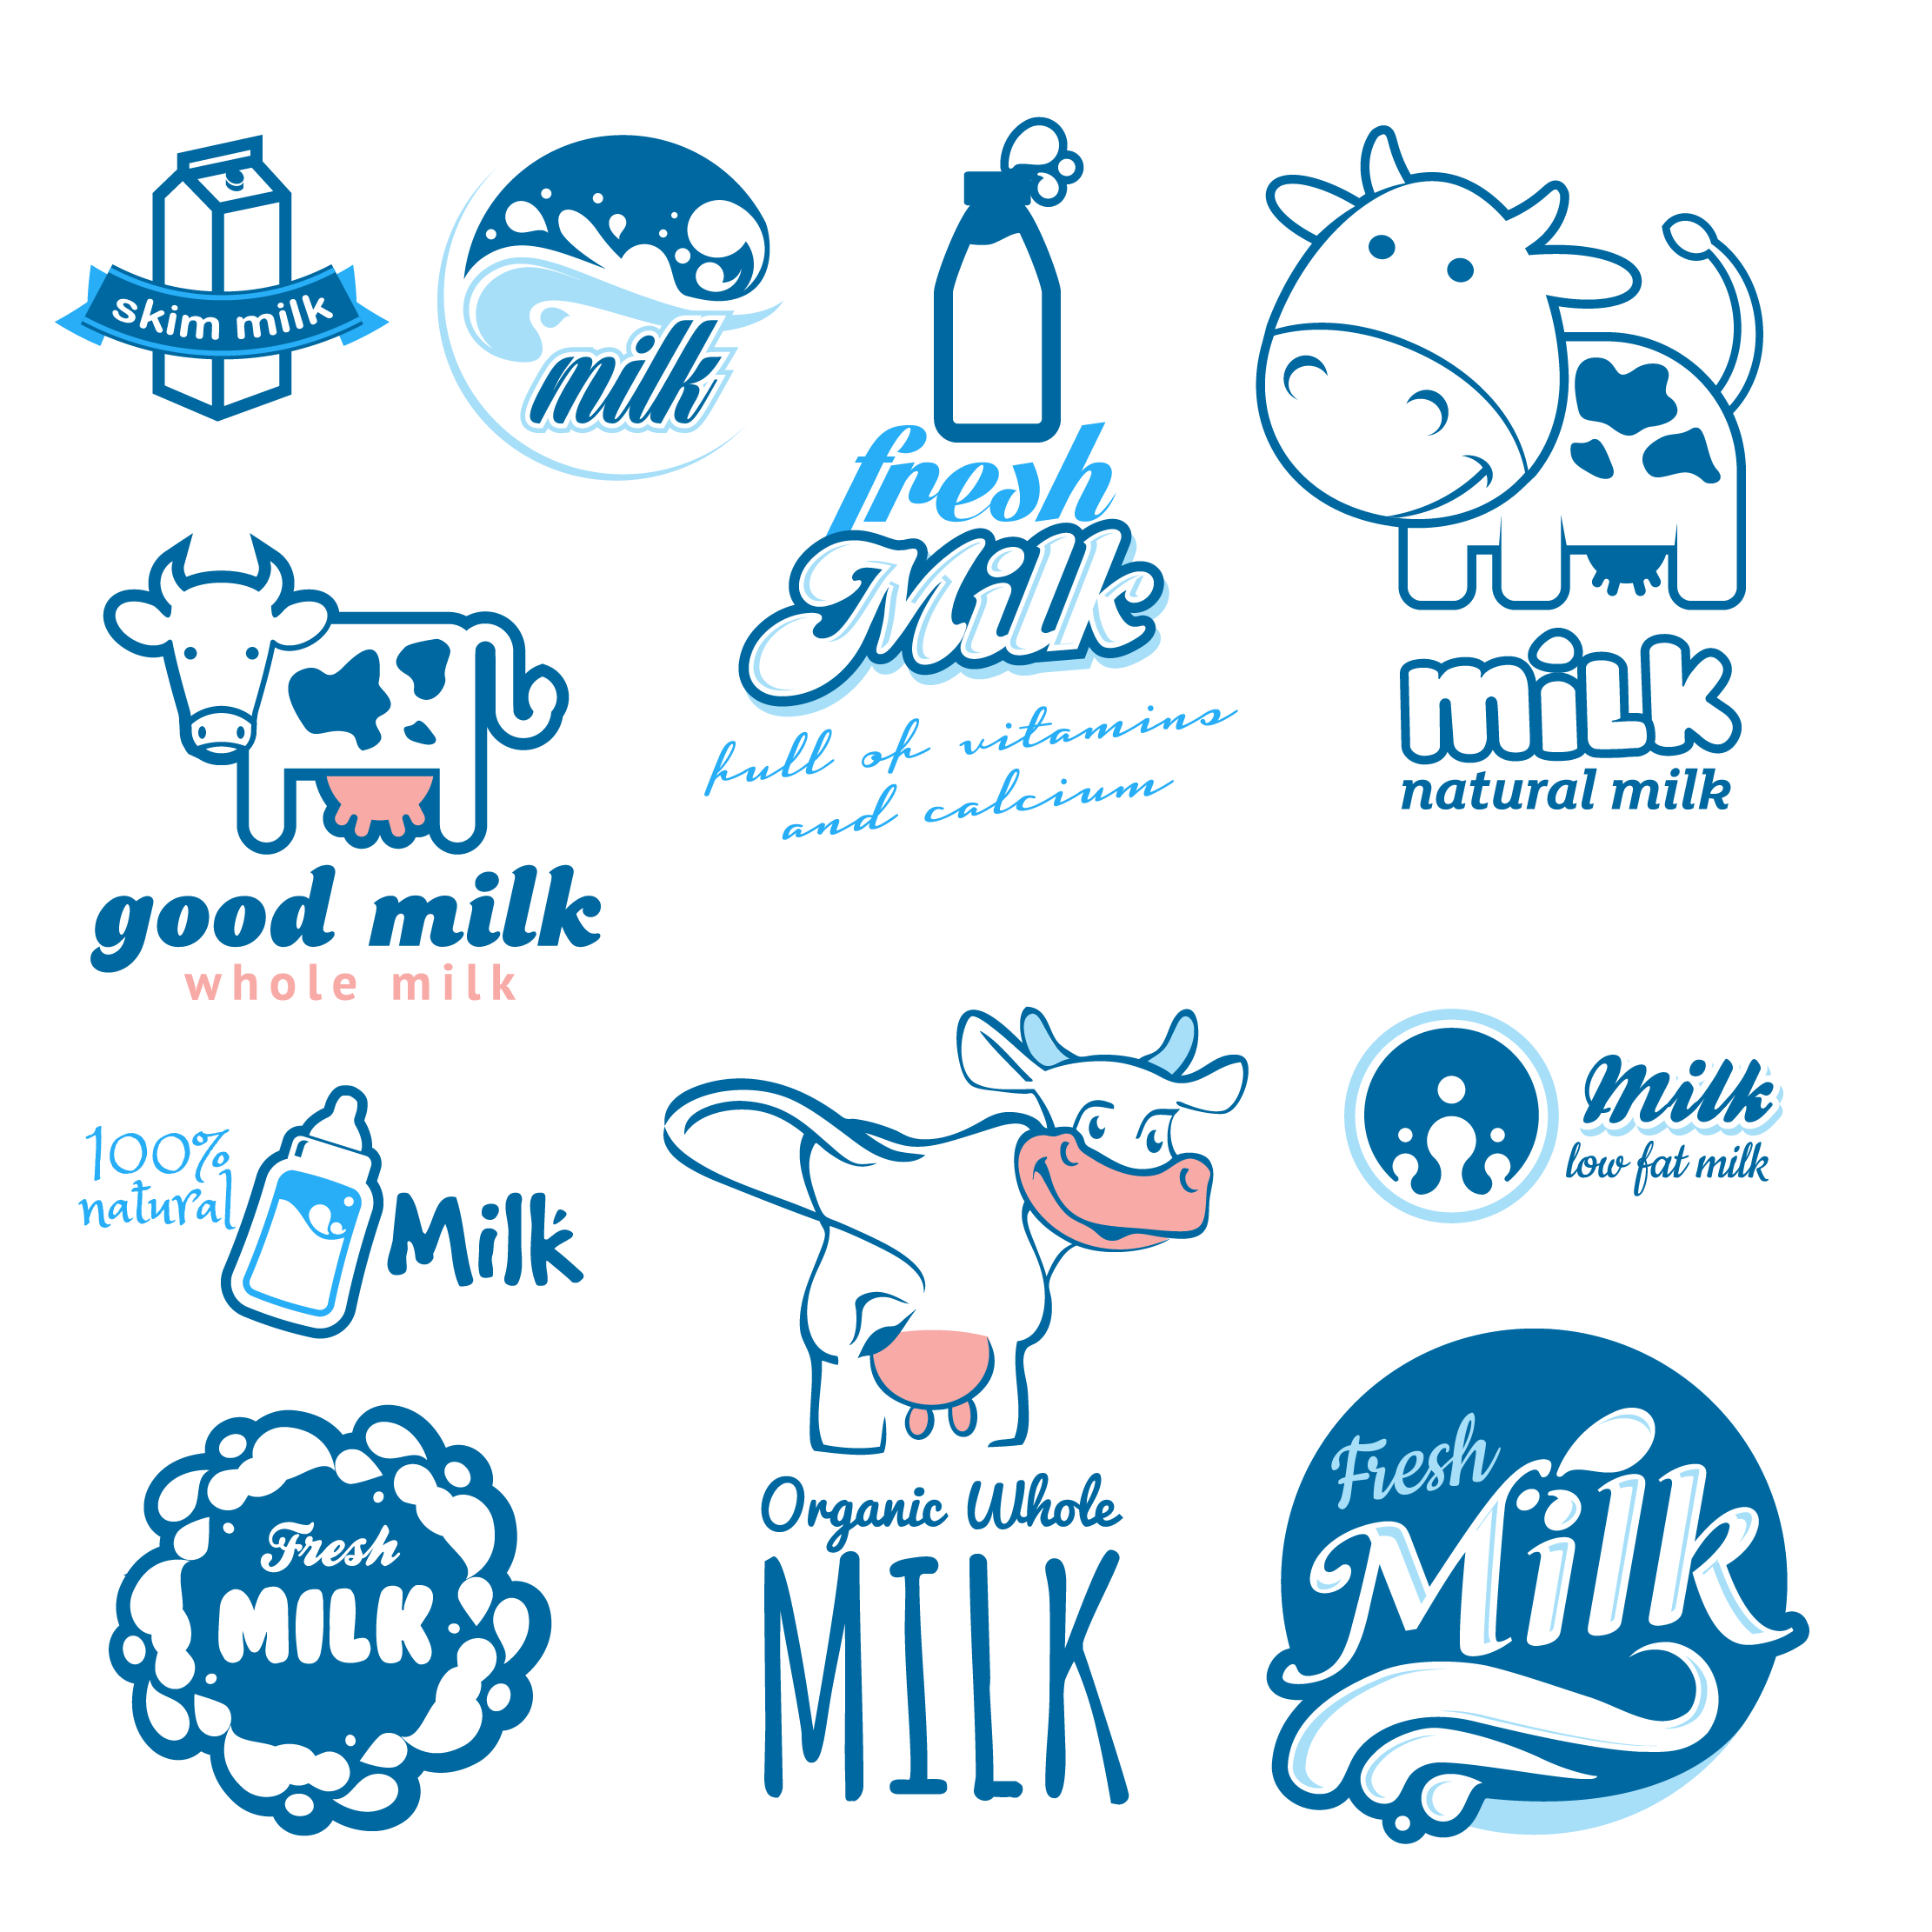 skim milk
milk
fresh
Milk
full of vitamins
and calcium
milk
natural milk
good milk
whole milk
100%
natural
Milk
milk
low fat milk
Fresh
MILK
Organic Whole
MILK
Fresh
Milk